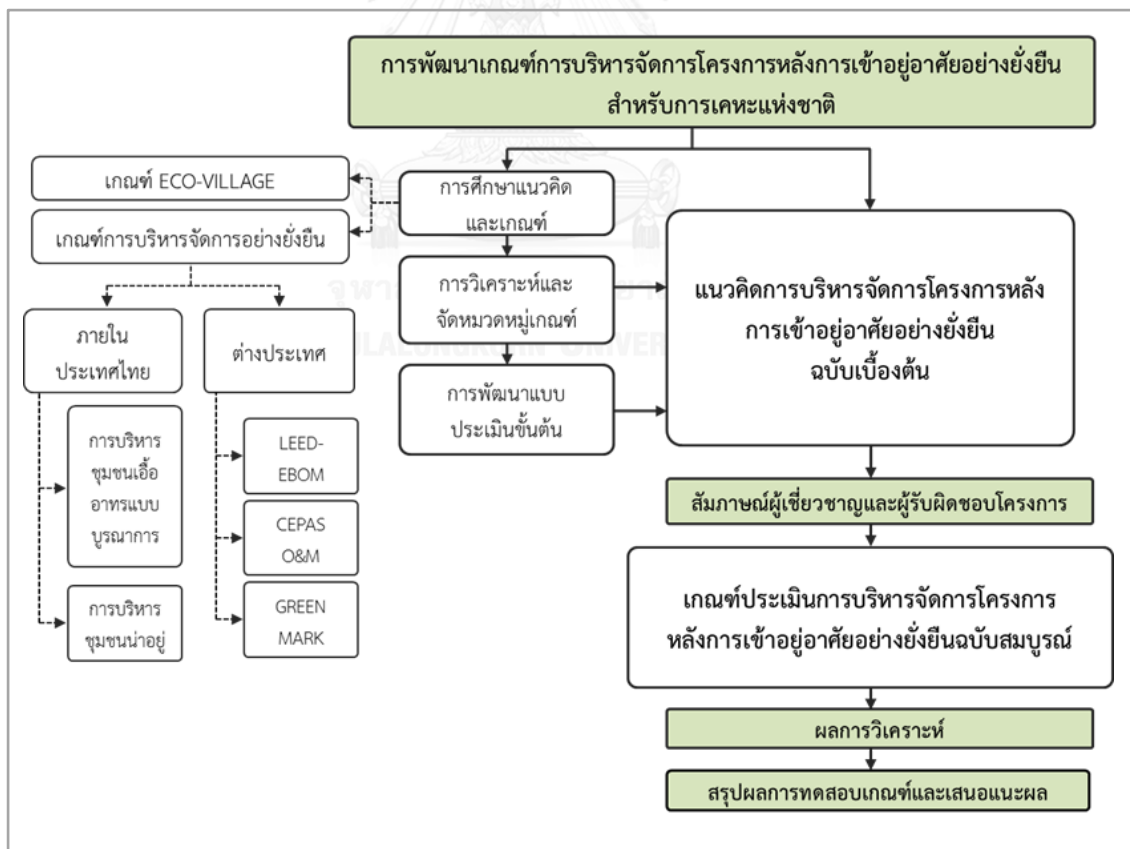 การพัฒนาเกณฑ์การบริหารจัดการโครงการหลังการเข้าอยู่อาศัยอย่างยั่งยืน
สำหรับการเคหะแห่งชาติ
เกณฑ์ ECO-VILLAGE
เกณฑ์การบริหารจัดการอย่างยั่งยืน
ภายใน
ประเทศไทย
ต่างประเทศ
การบริหาร
ชุมชนเอื้อ
อาทรแบบ
บูรณาการ
การบริหาร
ชุมชนน่าอยู่
LEED-
EBOM
CEPAS
O&M
GREEN
MARK
การศึกษาแนวคิด
และเกณฑ์
การวิเคราะห์และ
จัดหมวดหมู่เกณฑ์
การพัฒนาแบบ
ประเมินขั้นต้น
แนวคิดการบริหารจัดการโครงการหลัง
การเข้าอยู่อาศัยอย่างยั่งยืน
ฉบับเบื้องต้น
สัมภาษณ์ผู้เชี่ยวชาญและผู้รับผิดชอบโครงการ
เกณฑ์ประเมินการบริหารจัดการโครงการ
หลังการเข้าอยู่อาศัยอย่างยั่งยืนฉบับสมบูรณ์
ผลการวิเคราะห์
สรุปผลการทดสอบเกณฑ์และเสนอแนะผล